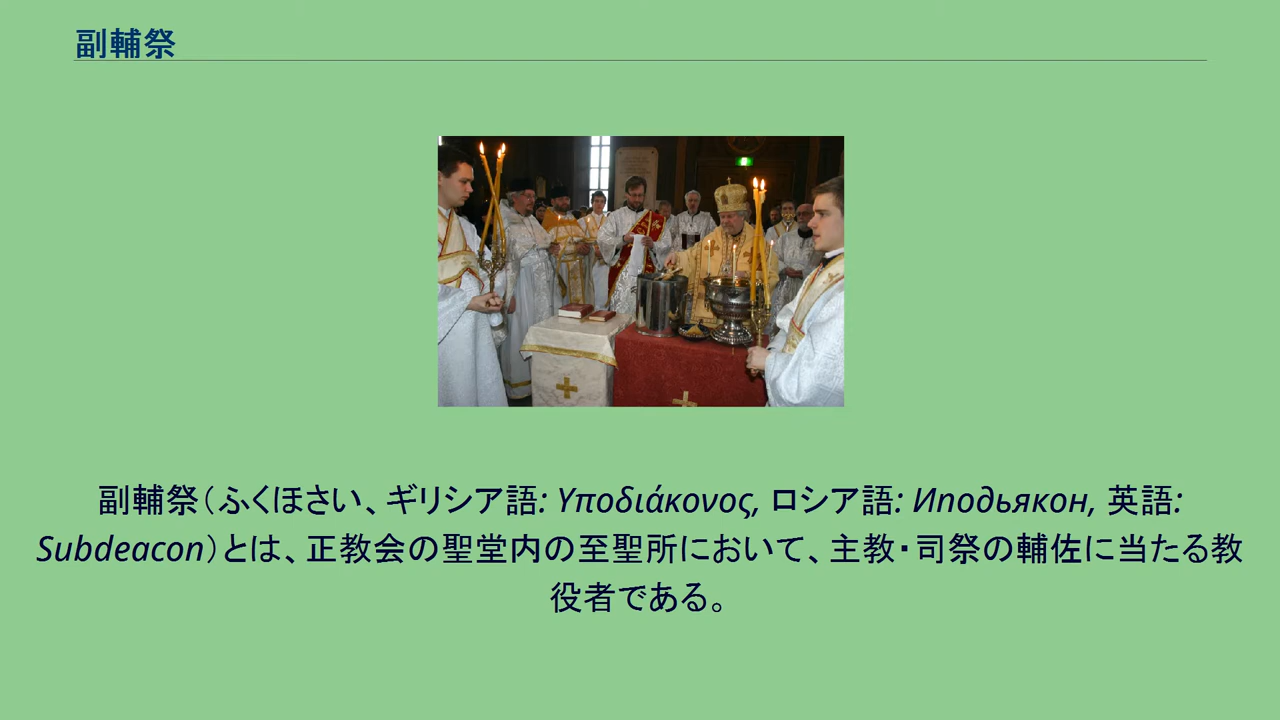 副輔祭
副輔祭（ふくほさい、ギリシア語: Υποδιάκονος, ロシア語: Иподьякон, 英語:
Subdeacon）とは、正教会の聖堂内の至聖所において、主教・司祭の輔佐に当たる教
役者である。